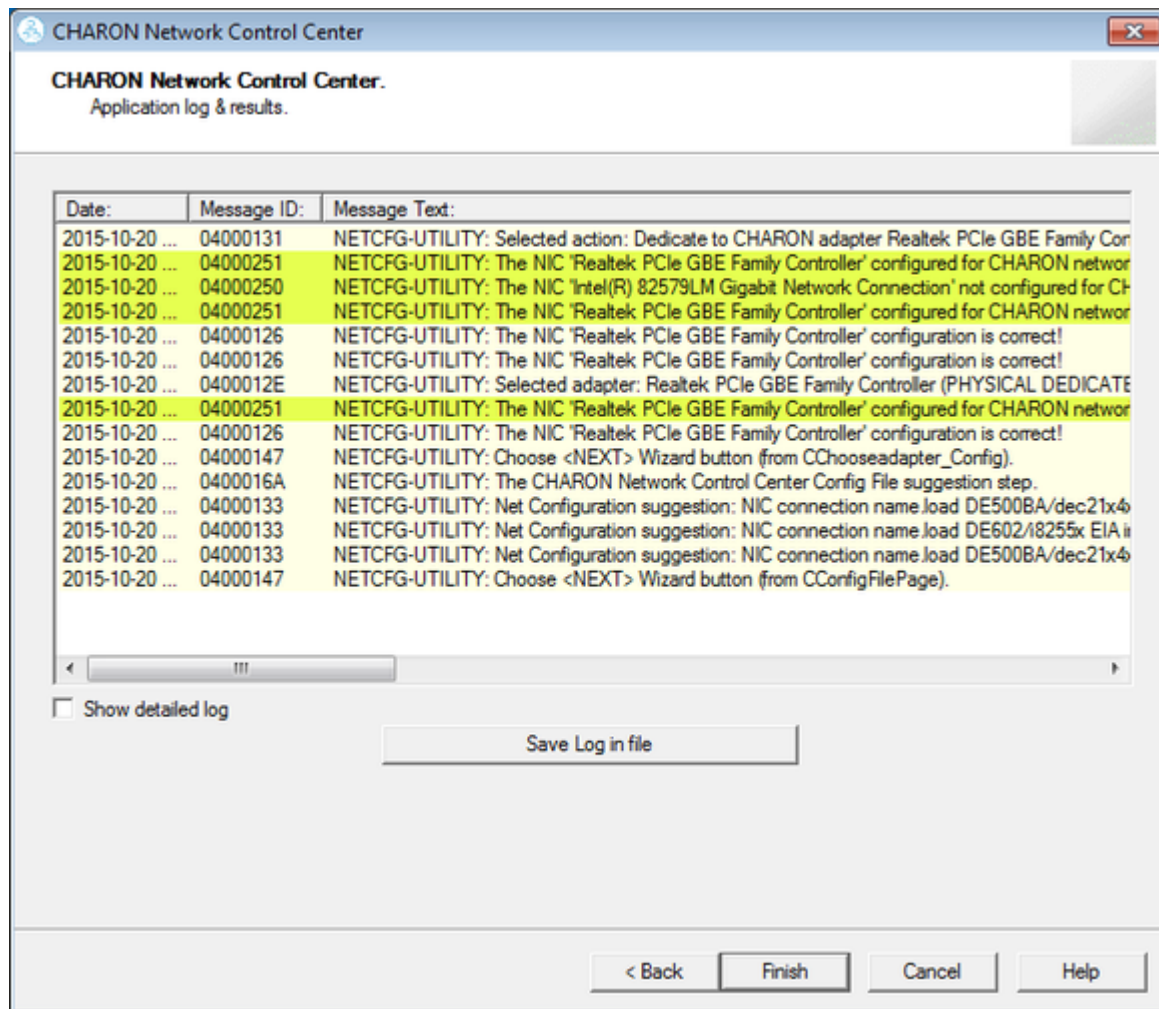 CHARON Network Control Center
CHARON Network Control Center.
Application log & results.
Date: Message ID: Message Text:
2015-10-20 ... 04000131 NETCFG-UTILITY: Selected action: Dedicate to CHARON adapter Realtek PCIe GBE Family Con
2015-10-20 ... 04000251 NETCFG-UTILITY: The NIC 'Realtek PCIe GBE Family Controller' configured for CHARON networ
2015-10-20 ... 04000250 NETCFG-UTILITY: The NIC 'Intel(R) 82579LM Gigabit Network Connection' not configured for CH
2015-10-20 ... 04000251 NETCFG-UTILITY: The NIC 'Realtek PCIe GBE Family Controller' configured for CHARON networ
2015-10-20 ... 04000126 NETCFG-UTILITY: The NIC 'Realtek PCIe GBE Family Controller' configuration is correct!
2015-10-20 ... 04000126 NETCFG-UTILITY: The NIC 'Realtek PCIe GBE Family Controller' configuration is correct!
2015-10-20 ... 0400012E NETCFG-UTILITY: Selected adapter: Realtek PCIe GBE Family Controller (PHYSICAL DEDICATE
2015-10-20 ... 04000251 NETCFG-UTILITY: The NIC 'Realtek PCIe GBE Family Controller' configured for CHARON networ
2015-10-20 ... 04000126 NETCFG-UTILITY: The NIC 'Realtek PCIe GBE Family Controller' configuration is correct!
2015-10-20 ... 04000147 NETCFG-UTILITY: Choose <NEXT> Wizard button (from CChooseadapter_Config).
2015-10-20 ... 0400016A NETCFG-UTILITY: The CHARON Network Control Center Config File suggestion step.
2015-10-20 ... 04000133 NETCFG-UTILITY: Net Configuration suggestion: NIC connection name.load DE500BA/dec21x4x
2015-10-20 ... 04000133 NETCFG-UTILITY: Net Configuration suggestion: NIC connection name.load DE602/i8255x EIA i
2015-10-20 ... 04000133 NETCFG-UTILITY: Net Configuration suggestion: NIC connection name.load DE500BA/dec21x4x
2015-10-20 ... 04000147 NETCFG-UTILITY: Choose <NEXT> Wizard button (from CConfigFilePage).
Show detailed log
Save Log in file
< Back Finish Cancel Help